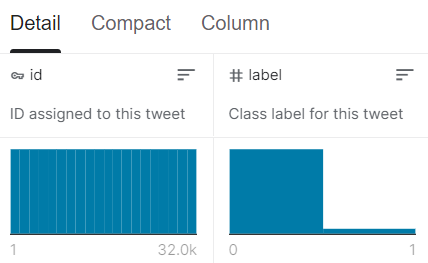 Detail Compact Column
id
label
ID assigned to this tweet
Class label for this tweet
1 32.0k
0 1